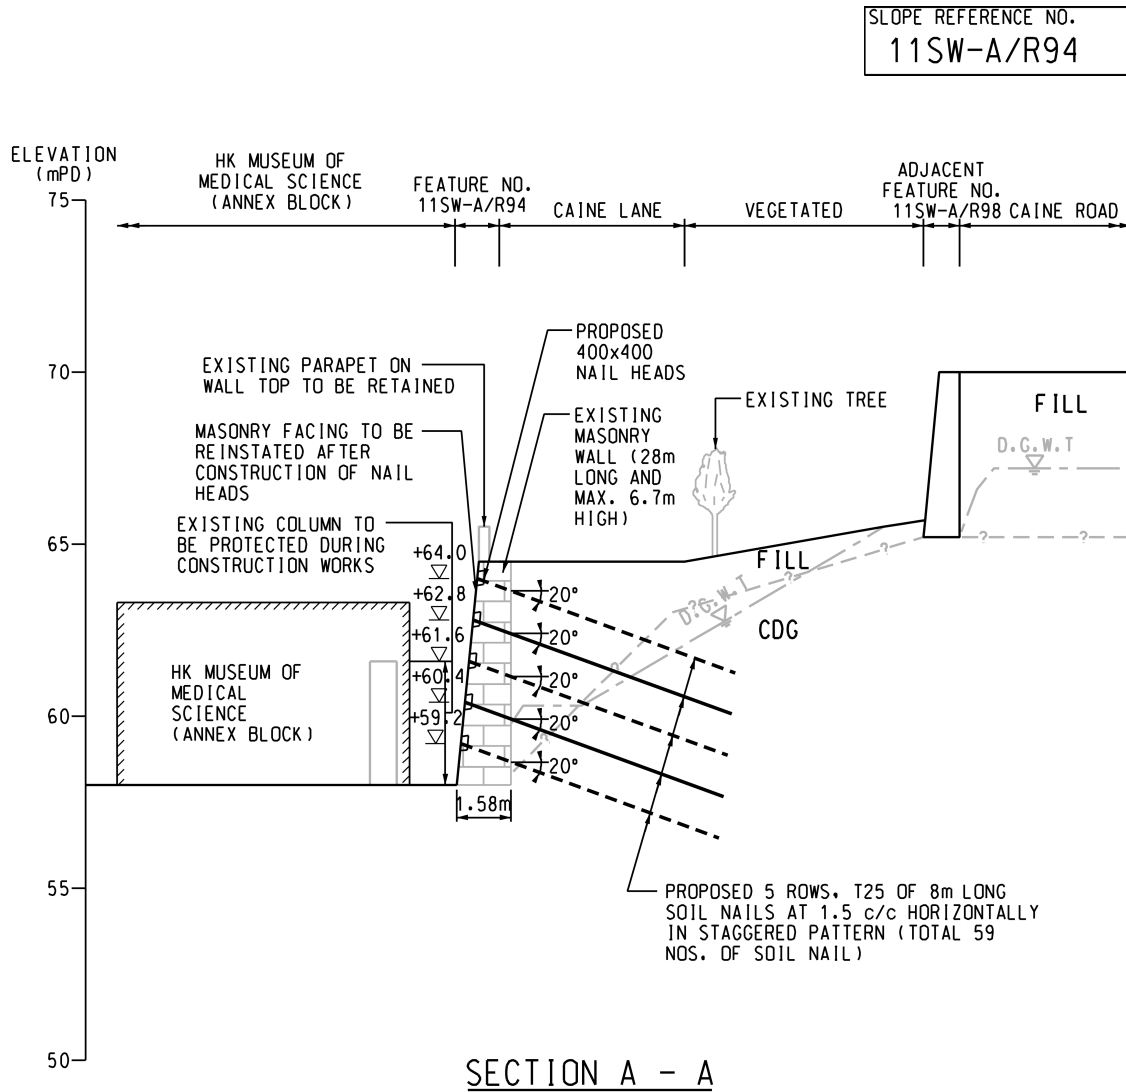 SLOPE REFERENCE NO.
11SW-A/R94
ELEVATION
(mPD)
HK MUSEUM OF
MEDICAL SCIENCE
(ANNEX BLOCK)
FEATURE NO.
11SW-A/R94
CAINE LANE
VEGETATED
ADJACENT
FEATURE NO.
11SW-A/R98
CAINE ROAD
75
70
65
60
55
50
PROPOSED
400x400
NAIL HEADS
EXISTING PARAPET ON
WALL TOP TO BE RETAINED
EXISTING TREE
FILL
EXISTING
MASONRY
WALL (28m
LONG AND
MAX. 6.7m
HIGH)
MASONRY FACING TO BE
REINSTATED AFTER
CONSTRUCTION OF NAIL
HEADS
D.G.W.T
EXISTING COLUMN TO
BE PROTECTED DURING
CONSTRUCTION WORKS
+64.0
+62.8
+61.6
+60.4
+59.2
FILL
?
?
?
?
?
?
?
?
D.G.W.T
CDG
20°
20°
20°
20°
20°
HK MUSEUM OF
MEDICAL
SCIENCE
(ANNEX BLOCK)
1.58m
PROPOSED 5 ROWS, T25 OF 8m LONG
SOIL NAILS AT 1.5 c/c HORIZONTALLY
IN STAGGERED PATTERN (TOTAL 59
NOS. OF SOIL NAIL)
SECTION A - A